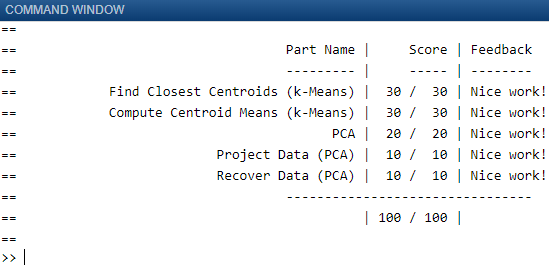 COMMAND WINDOW
==
==                                   Part Name |     Score | Feedback
==                                   --------- |     ----- | --------
==            Find Closest Centroids (k-Means) |  30 /  30 | Nice work!
==            Compute Centroid Means (k-Means) |  30 /  30 | Nice work!
==                                         PCA |  20 /  20 | Nice work!
==                          Project Data (PCA) |  10 /  10 | Nice work!
==                          Recover Data (PCA) |  10 /  10 | Nice work!
==                                   --------------------------------
==                                             | 100 / 100 |
==
>>